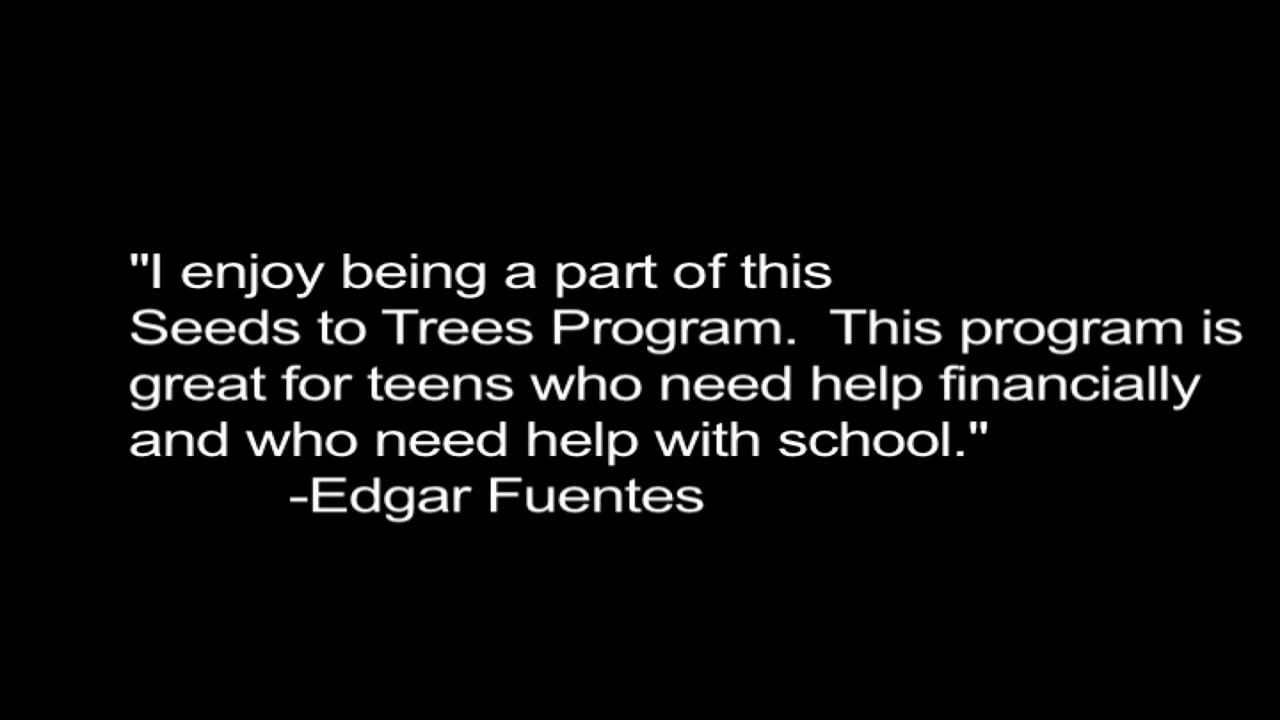 "I enjoy being a part of this
Seeds to Trees Program.  This program is
great for teens who need help financially
and who need help with school."
-Edgar Fuentes